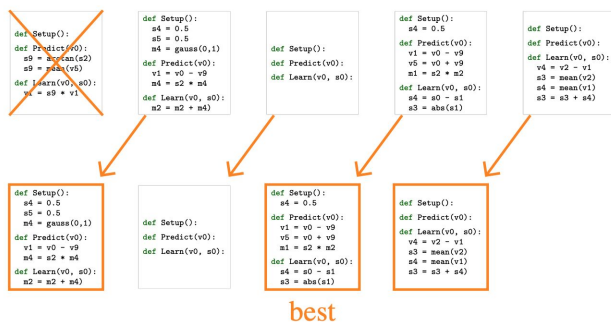 def Setup():
def Predict(v0):
s9 = arctan(s2)
s9 = mean(v5)
def Learn(v0, s0):
v1 = s9 * v1
def Setup():
s4 = 0.5
s5 = 0.5
m4 = gauss(0,1)
def Predict(v0):
v1 = v0 - v9
m4 = s2 * m4
def Learn(v0, s0):
m2 = m2 + m4)
def Setup():
def Predict(v0):
def Learn(v0, s0):
def Setup():
s4 = 0.5
def Predict(v0):
v1 = v0 - v9
v5 = v0 + v9
m1 = s2 * m2
def Learn(v0, s0):
s4 = s0 - s1
s3 = abs(s1)
def Setup():
def Predict(v0):
def Learn(v0, s0):
v4 = v2 - v1
s3 = mean(v2)
s4 = mean(v1)
s3 = s3 + s4)
def Setup():
s4 = 0.5
s5 = 0.5
m4 = gauss(0,1)
def Predict(v0):
v1 = v0 - v9
m4 = s2 * m4
def Learn(v0, s0):
m2 = m2 + m4)
def Setup():
def Predict(v0):
def Learn(v0, s0):
def Setup():
s4 = 0.5
def Predict(v0):
v1 = v0 - v9
v5 = v0 + v9
m1 = s2 * m2
def Learn(v0, s0):
s4 = s0 - s1
s3 = abs(s1)
def Setup():
def Predict(v0):
def Learn(v0, s0):
v4 = v2 - v1
s3 = mean(v2)
s4 = mean(v1)
s3 = s3 + s4)
best